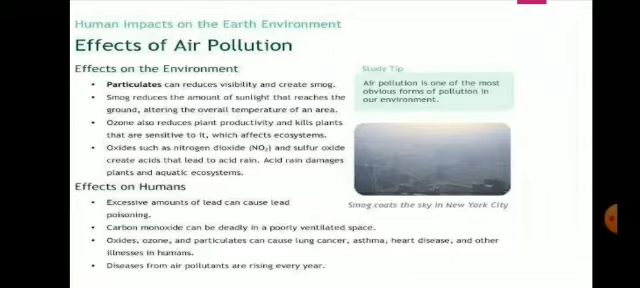 Human Impacts on the Earth Environment
Effects of Air Pollution
Effects on the Environment
• Particulates can reduces visibility and create smog.
• Smog reduces the amount of sunlight that reaches the
ground, altering the overall temperature of an area.
• Ozone also reduces plant productivity and kills plants
that are sensitive to it, which affects ecosystems.
• Oxides such as nitrogen dioxide (NO₂) and sulfur oxide
create acids that lead to acid rain. Acid rain damages
plants and aquatic ecosystems.
Study Tip
Air pollution is one of the most
obvious forms of pollution in
our environment.
Smog coats the sky in New York City
Effects on Humans
• Excessive amounts of lead can cause lead
poisoning.
• Carbon monoxide can be deadly in a poorly ventilated space.
• Oxides, ozone, and particulates can cause lung cancer, asthma, heart disease, and other
illnesses in humans.
• Diseases from air pollutants are rising every year.